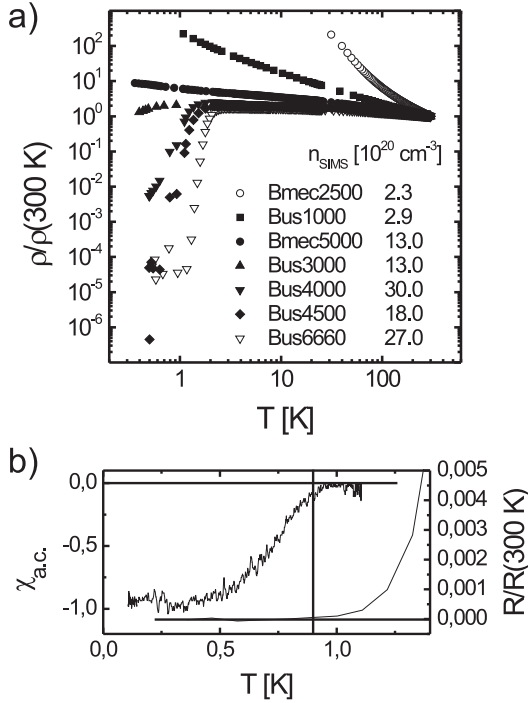 a)
10²
10¹
10⁰
10⁻¹
10⁻²
10⁻³
10⁻⁴
10⁻⁵
10⁻⁶
ρ/ρ(300 K)
n_SIMS [10²⁰ cm⁻³]
Bmec2500 2.3
Bus1000 2.9
Bmec5000 13.0
Bus3000 13.0
Bus4000 30.0
Bus4500 18.0
Bus6660 27.0
1 10 100
T [K]
b)
0,0
-0,5
-1,0
χa.c.
0,005
0,004
0,003
0,002
0,001
0,000
R/R(300 K)
0,0 0,5 1,0
T [K]